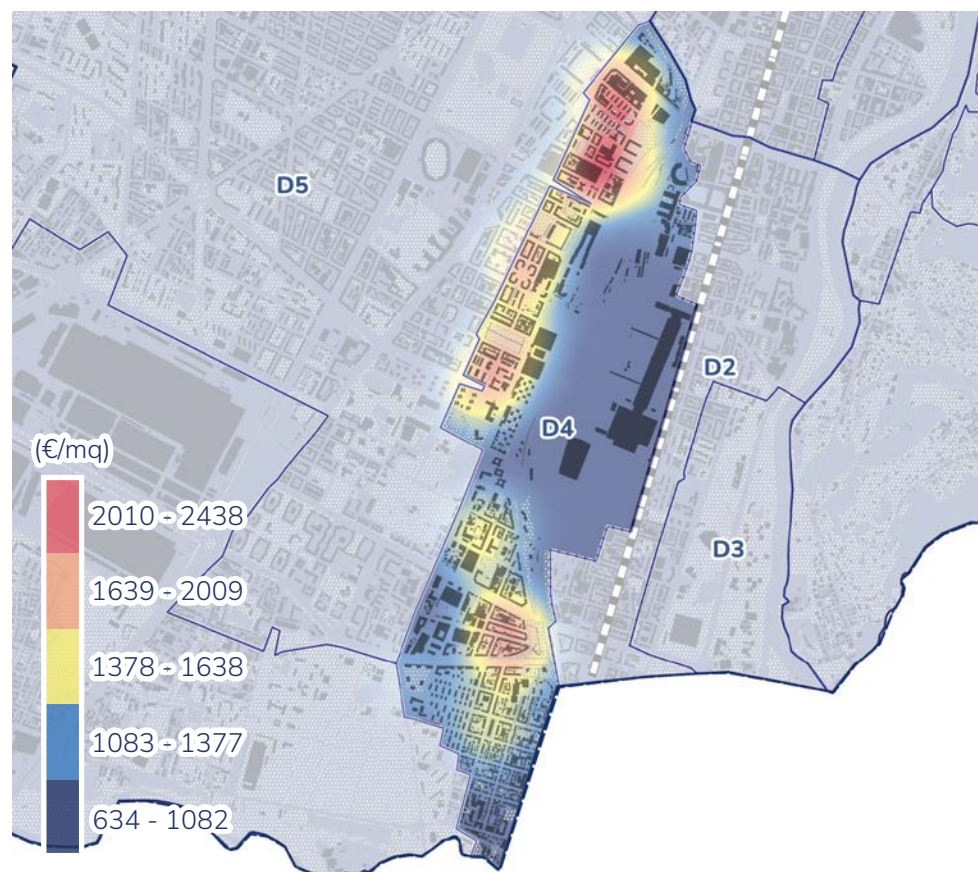 D5
D2
D4
(€/mq)
2010 - 2438
D3
1639 - 2009
1378 - 1638
1083 - 1377
634 - 1082